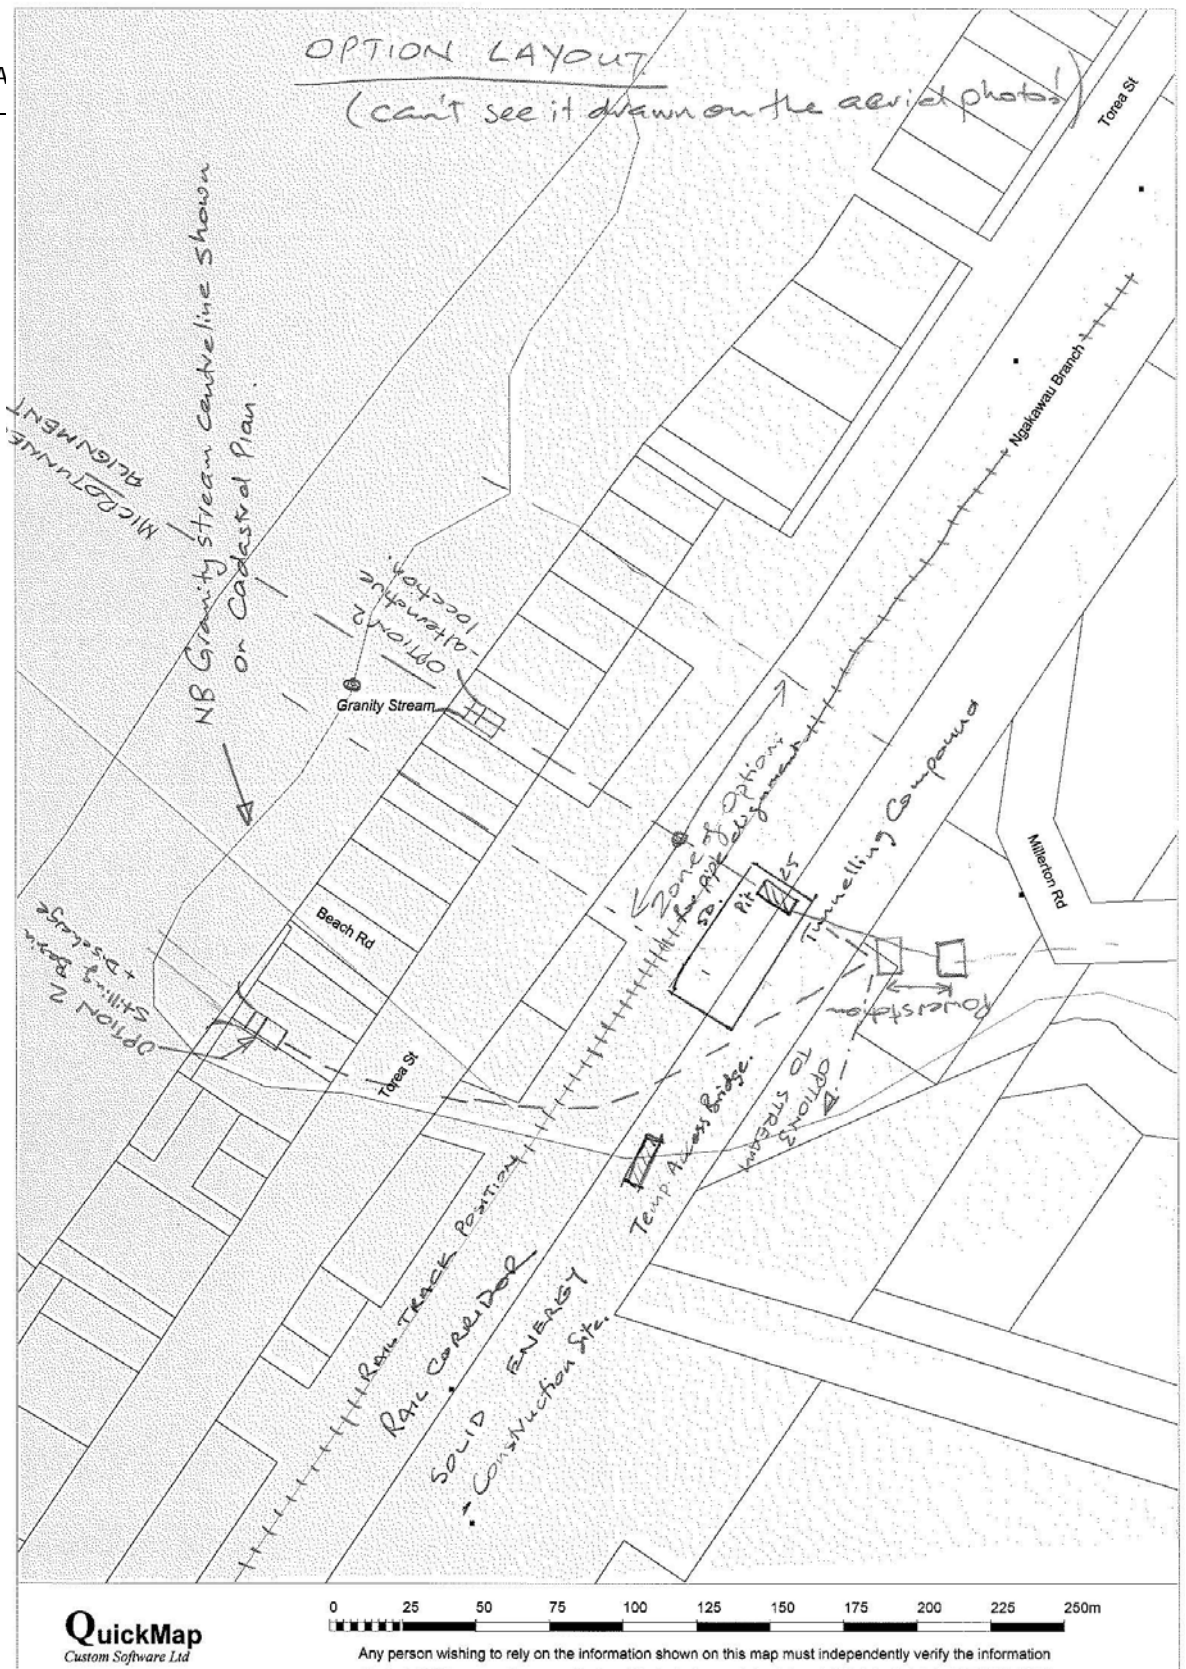 A
OPTION LAYOUT
(can't see it drawn on the aerial photos!)
Torea St
NB Granity stream centreline shown
on Cadastral Plan.
Ngakawau Branch
MICROTUNNEL
ALIGNMENT
OPTION 2
- alternative
location.
Granity Stream
Zone of Options
for Pipe alignment
50.
Pit
25
Tunnelling Compound
Millerton Rd
Beach Rd
OPTION 2
Stilling Basin
+ Discharge
Powerstation
OPTION 3
TO STREAM
Torea St
Temp. Access Bridge.
RAIL TRACK POSITION
RAIL CORRIDOR
SOLID ENERGY
Construction Site.
QuickMap
Custom Software Ltd
0 25 50 75 100 125 150 175 200 225 250m
Any person wishing to rely on the information shown on this map must independently verify the information